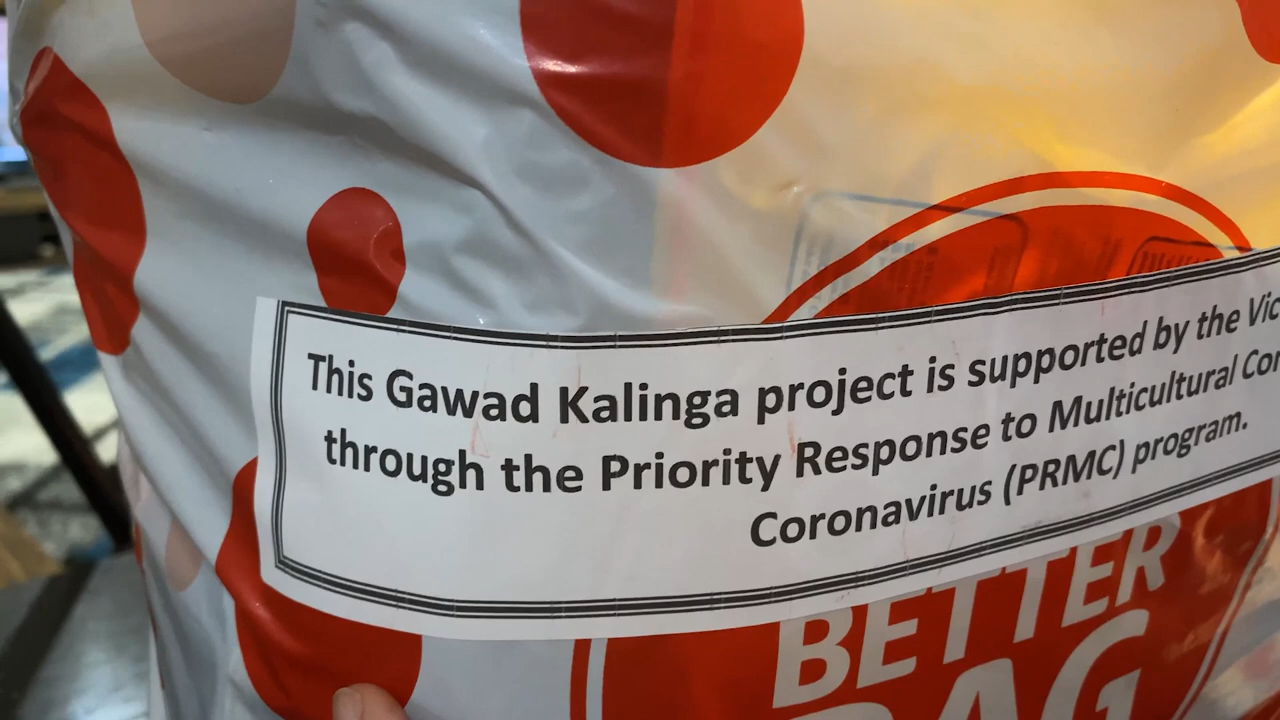 This Gawad Kalinga project is supported by the Vic
through the Priority Response to Multicultural Co
Coronavirus (PRMC) program.
BETTER
BAG